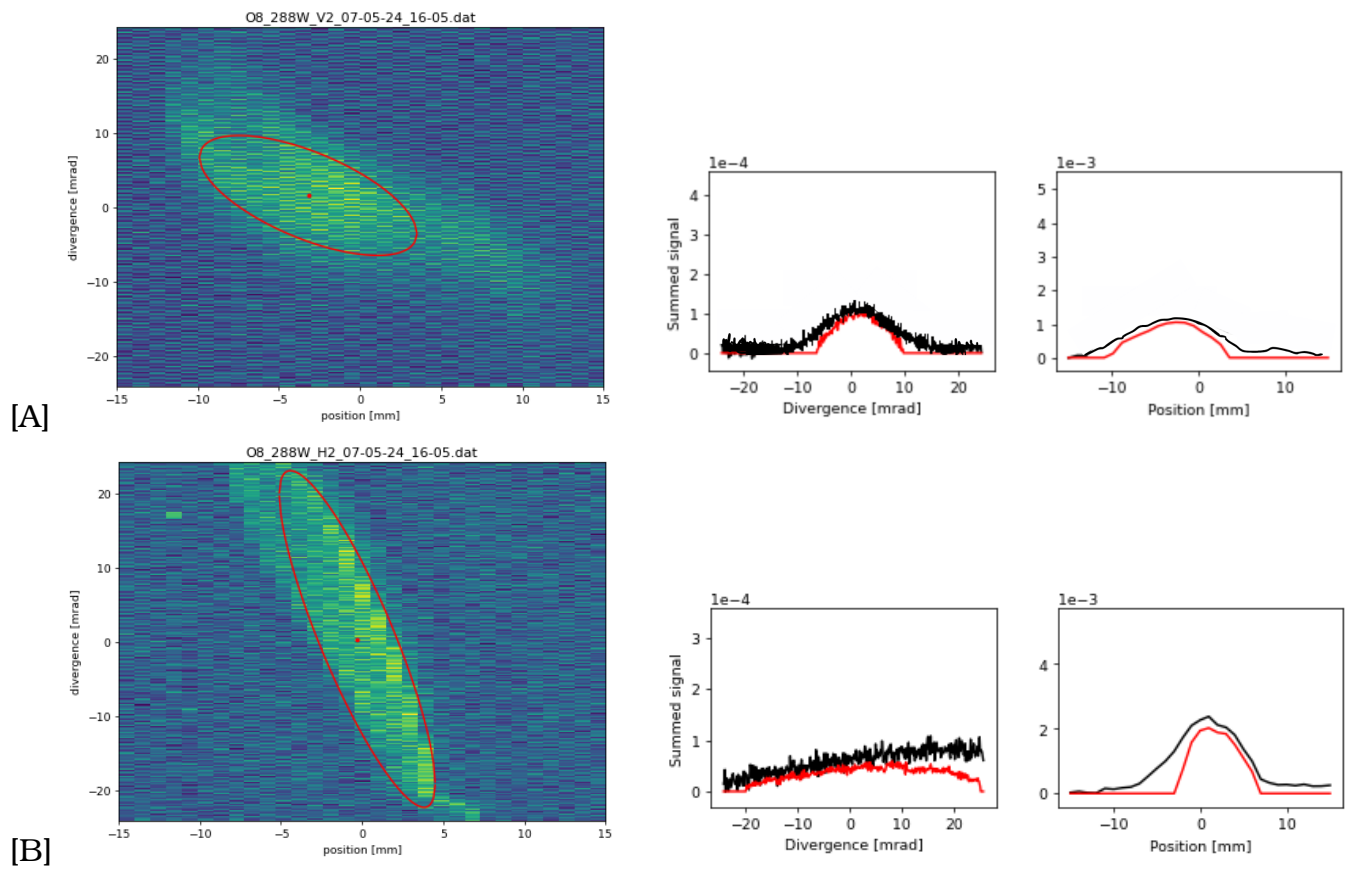 O8_288W_V2_07-05-24_16-05.dat
20
10
0
−10
−20
divergence [mrad]
−15 −10 −5 0 5 10 15
position [mm]
1e−4
4
3
2
1
0
Summed signal
−20 −10 0 10 20
Divergence [mrad]
1e−3
5
4
3
2
1
0
−10 0 10
Position [mm]
[A]
O8_288W_H2_07-05-24_16-05.dat
20
10
0
−10
−20
divergence [mrad]
−15 −10 −5 0 5 10 15
position [mm]
1e−4
3
2
1
0
Summed signal
−20 −10 0 10 20
Divergence [mrad]
1e−3
4
2
0
−10 0 10
Position [mm]
[B]